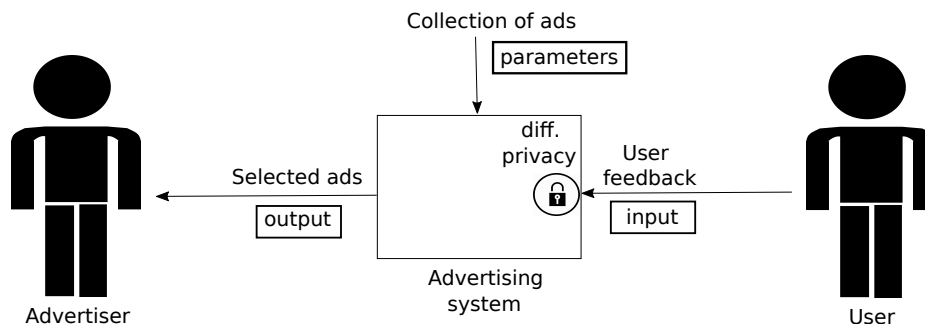 Collection of ads
parameters
diff.
privacy
User
feedback
input
Selected ads
output
Advertising
system
Advertiser
User